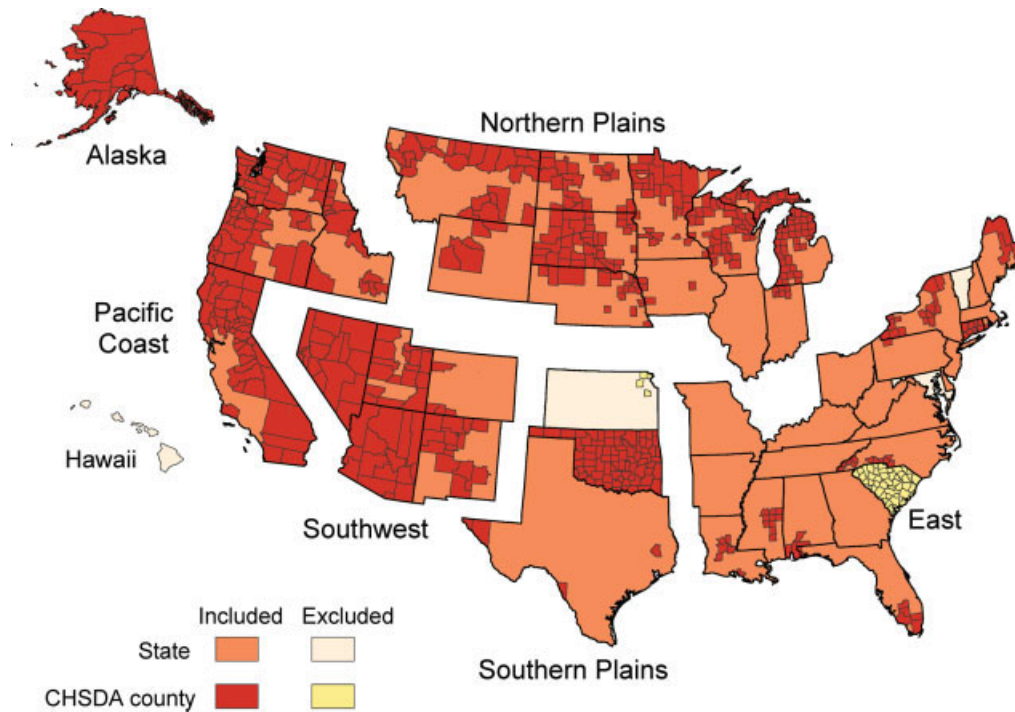 Northern Plains
Alaska
Pacific
Coast
Hawaii
Southwest
East
Southern Plains
Included Excluded
State
CHSDA county